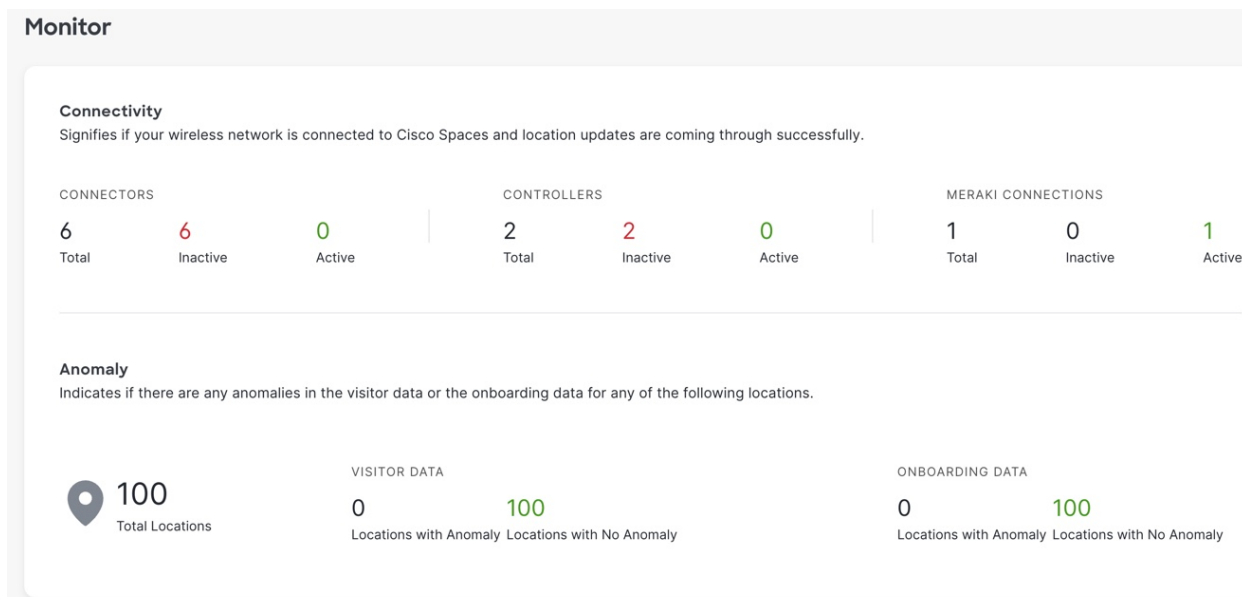 Monitor
Connectivity
Signifies if your wireless network is connected to Cisco Spaces and location updates are coming through successfully.
CONNECTORS CONTROLLERS MERAKI CONNECTIONS
6 6 0 2 2 0 1 0 1
Total Inactive Active Total Inactive Active Total Inactive Active
Anomaly
Indicates if there are any anomalies in the visitor data or the onboarding data for any of the following locations.
VISITOR DATA ONBOARDING DATA
100 0 100 0 100
Total Locations Locations with Anomaly Locations with No Anomaly Locations with Anomaly Locations with No Anomaly